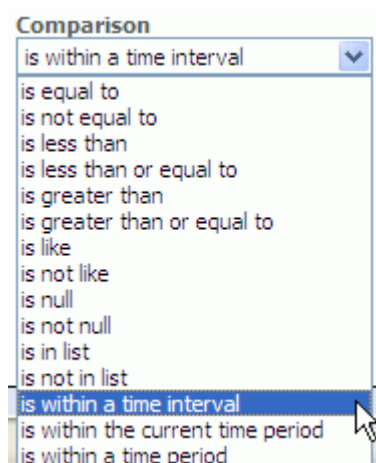 Comparison
is within a time interval
is equal to
is not equal to
is less than
is less than or equal to
is greater than
is greater than or equal to
is like
is not like
is null
is not null
is in list
is not in list
is within a time interval
is within the current time period
is within a time period